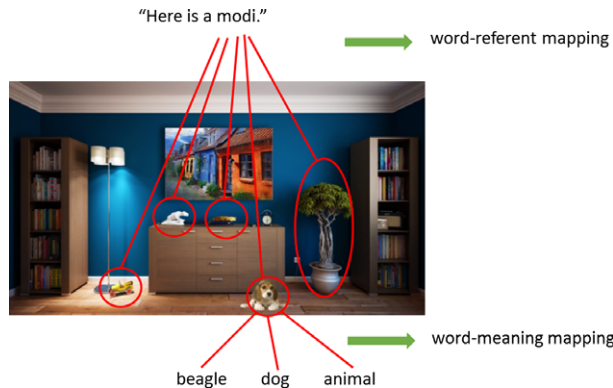 “Here is a modi.”
word-referent mapping
word-meaning mapping
beagle dog animal